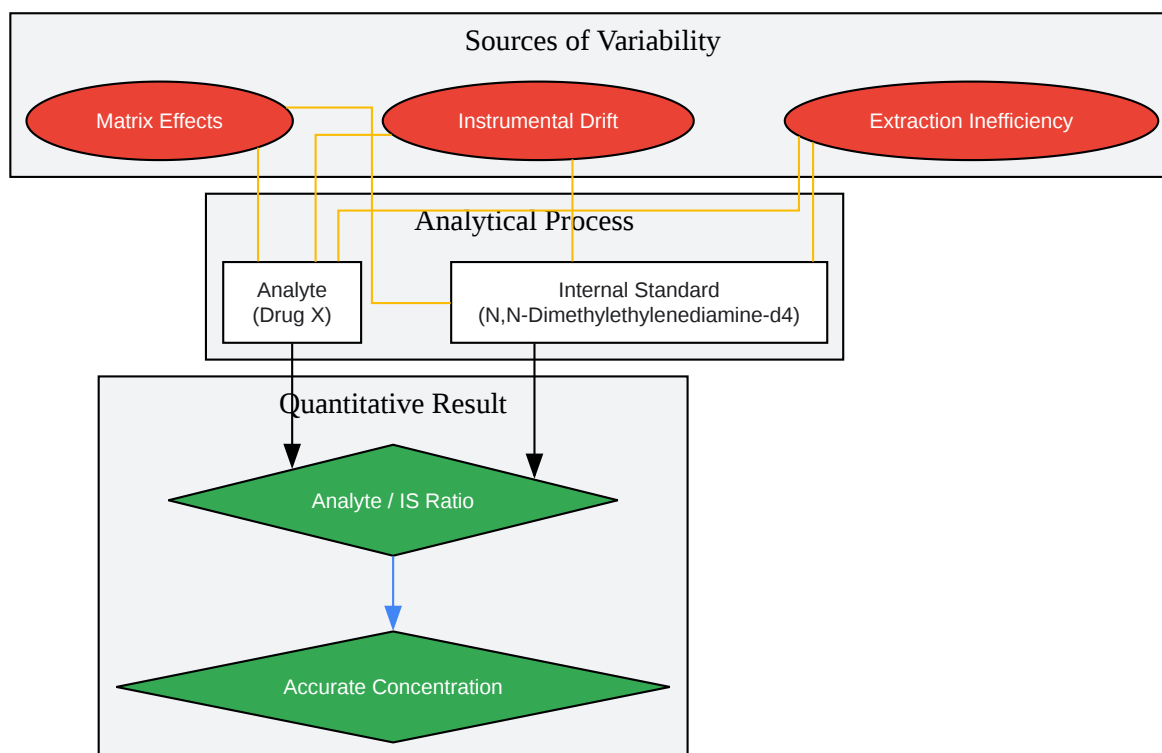 Sources of Variability
Matrix Effects
Instrumental Drift
Extraction Inefficiency
Analytical Process
Analyte
(Drug X)
Internal Standard
(N,N-Dimethylethylenediamine-d4)
Quantitative Result
Analyte / IS Ratio
Accurate Concentration